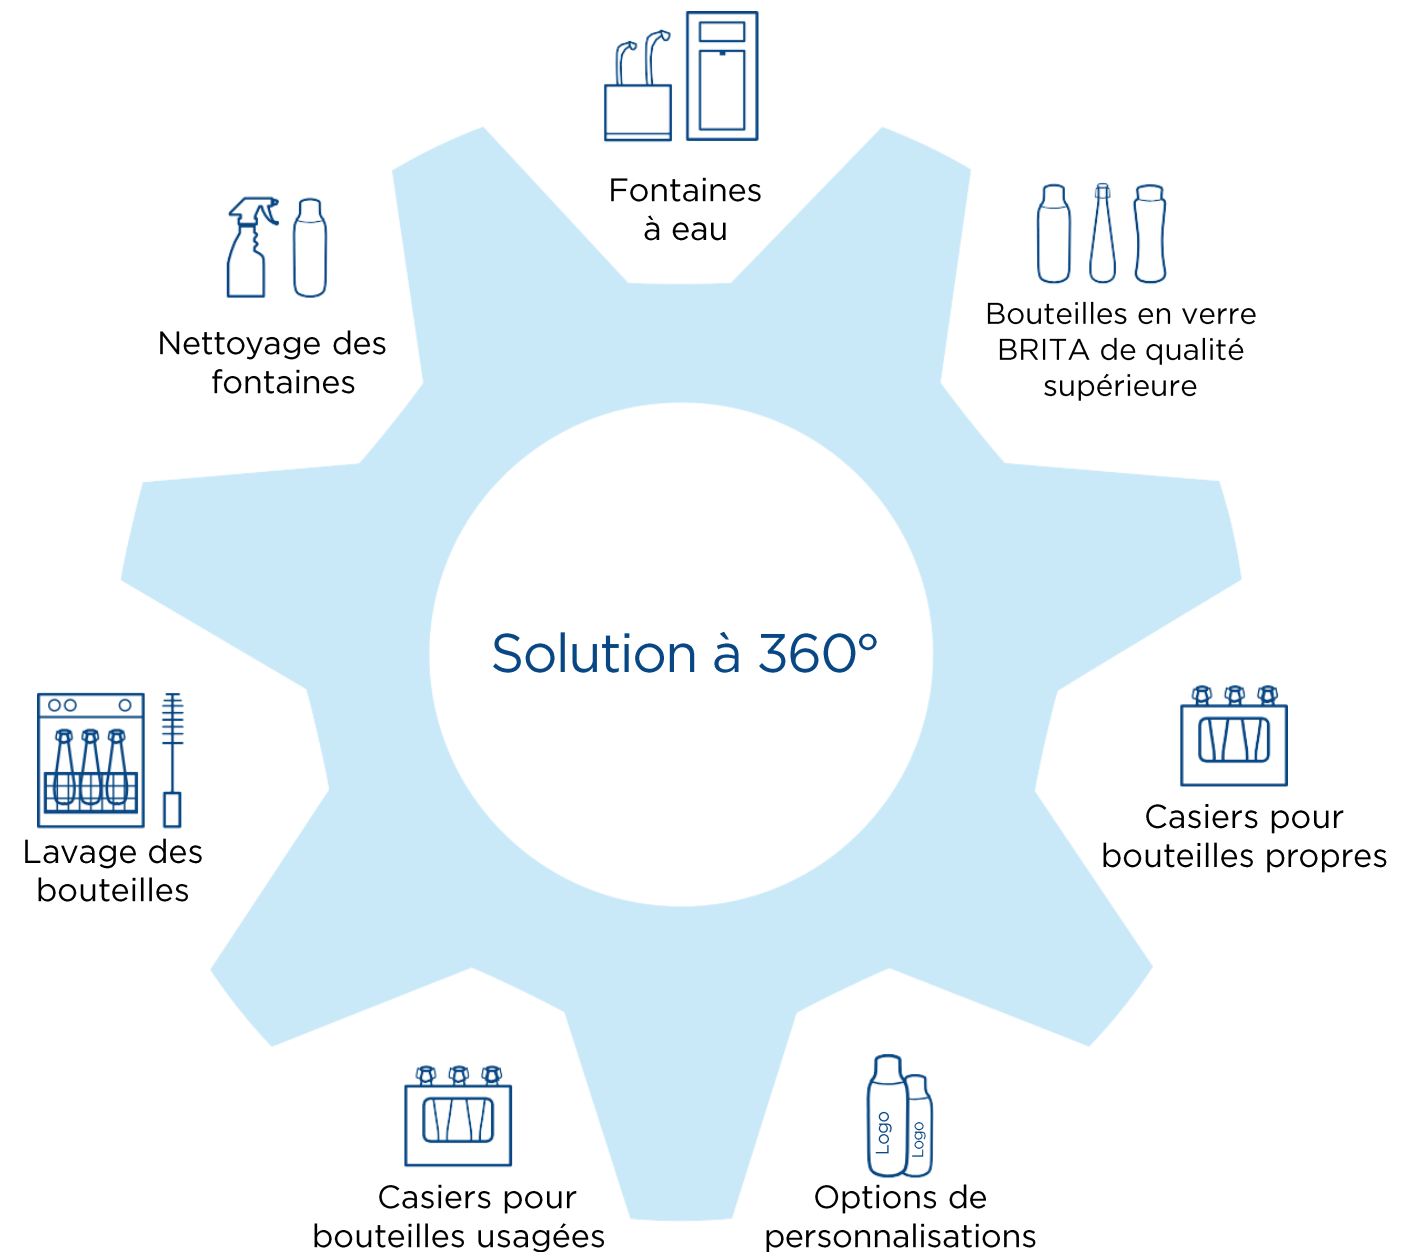 Fontaines
à eau
Bouteilles en verre
BRITA de qualité
supérieure
Casiers pour
bouteilles propres
Logo
Logo
Options de
personnalisations
Casiers pour
bouteilles usagées
Lavage des
bouteilles
Nettoyage des
fontaines
Solution à 360°